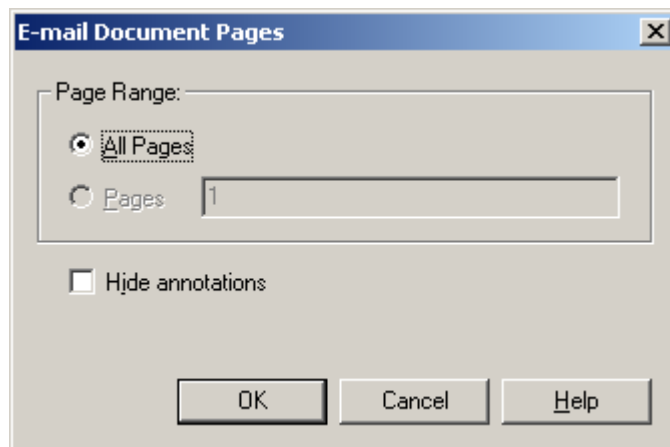 E-mail Document Pages
Page Range:
All Pages
Pages 1
Hide annotations
OK Cancel Help